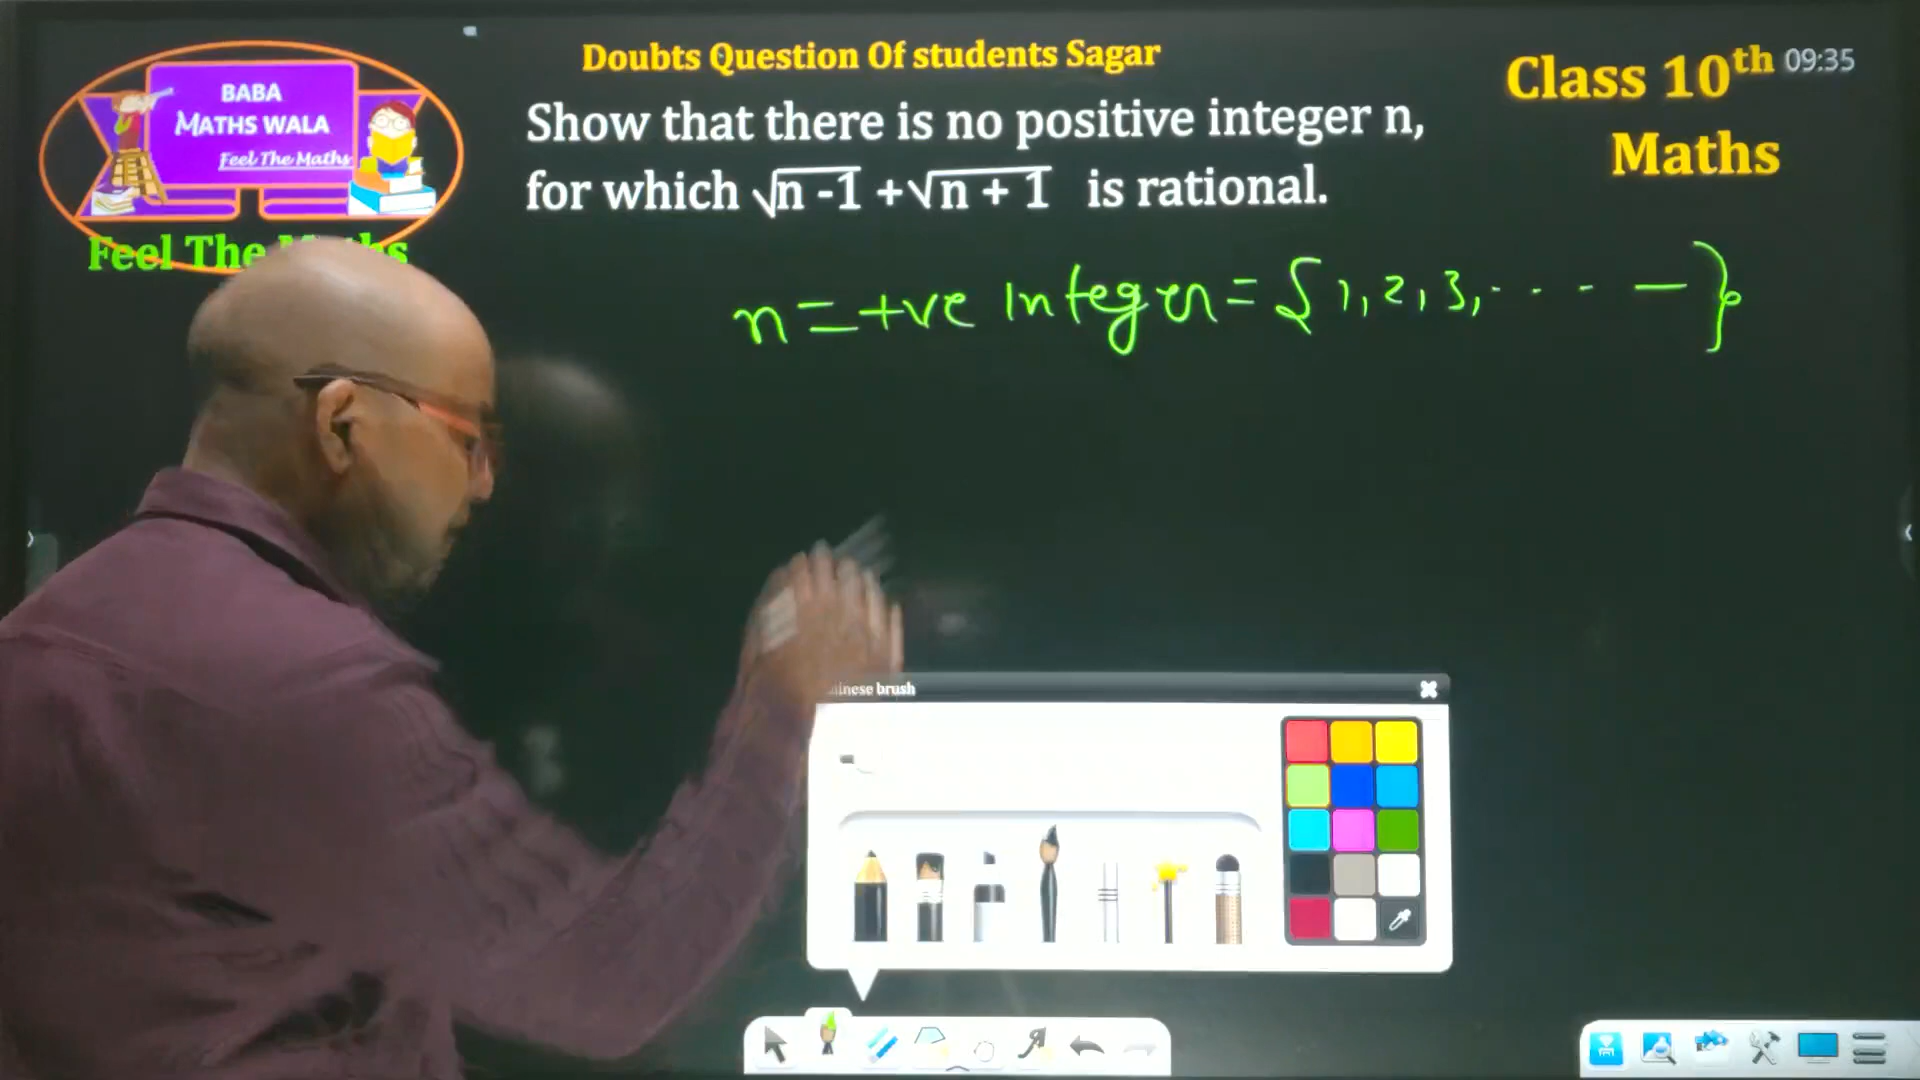 Doubts Question Of students Sagar
Class 10th
09:35
Maths
BABA
MATHS WALA
Feel The Maths
Feel The
Show that there is no positive integer n,
for which √n -1 +√n + 1 is rational.
n = +ve Integer = {1, 2, 3, .... —}
brush